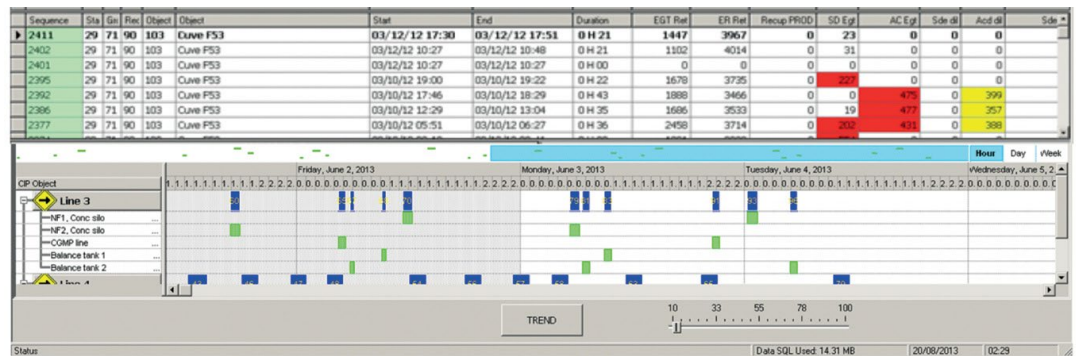 Sequence Sta Gro Rec Object Object Start End Duration EGT Ret ER Ret Recup PROD SD Egt AC Egt Sde dil Acd dil Sde
2411 29 71 90 103 Cuve F53 03/12/12 17:30 03/12/12 17:51 0 H 21 1447 3967 0 23 0 0 0
2402 29 71 90 103 Cuve F53 03/12/12 10:27 03/12/12 10:48 0 H 21 1102 4014 0 31 0 0 0
2401 29 71 90 103 Cuve F53 03/12/12 10:27 03/12/12 10:27 0 H 00 0 0 0 0 0 0 0
2395 29 71 90 103 Cuve F53 03/10/12 19:00 03/10/12 19:22 0 H 22 1678 3735 0 227 0 0 0
2392 29 71 90 103 Cuve F53 03/10/12 17:46 03/10/12 18:29 0 H 43 1888 3466 0 0 475 0 399
2386 29 71 90 103 Cuve F53 03/10/12 12:29 03/10/12 13:04 0 H 35 1686 3533 0 19 477 0 357
2377 29 71 90 103 Cuve F53 03/10/12 05:51 03/10/12 06:27 0 H 36 2458 3714 0 202 431 0 388
Hour Day Week
Friday, June 2, 2013 Monday, June 3, 2013 Tuesday, June 4, 2013 Wednesday, June 5, 2
CIP Object
Line 3
NF1, Conc silo ...
NF2, Conc silo ...
CGMP line ...
Balance tank 1 ...
Balance tank 2 ...
Line 4
TREND
10 33 55 78 100
Status Data SQL Used: 14.31 MB 20/08/2013 02:29